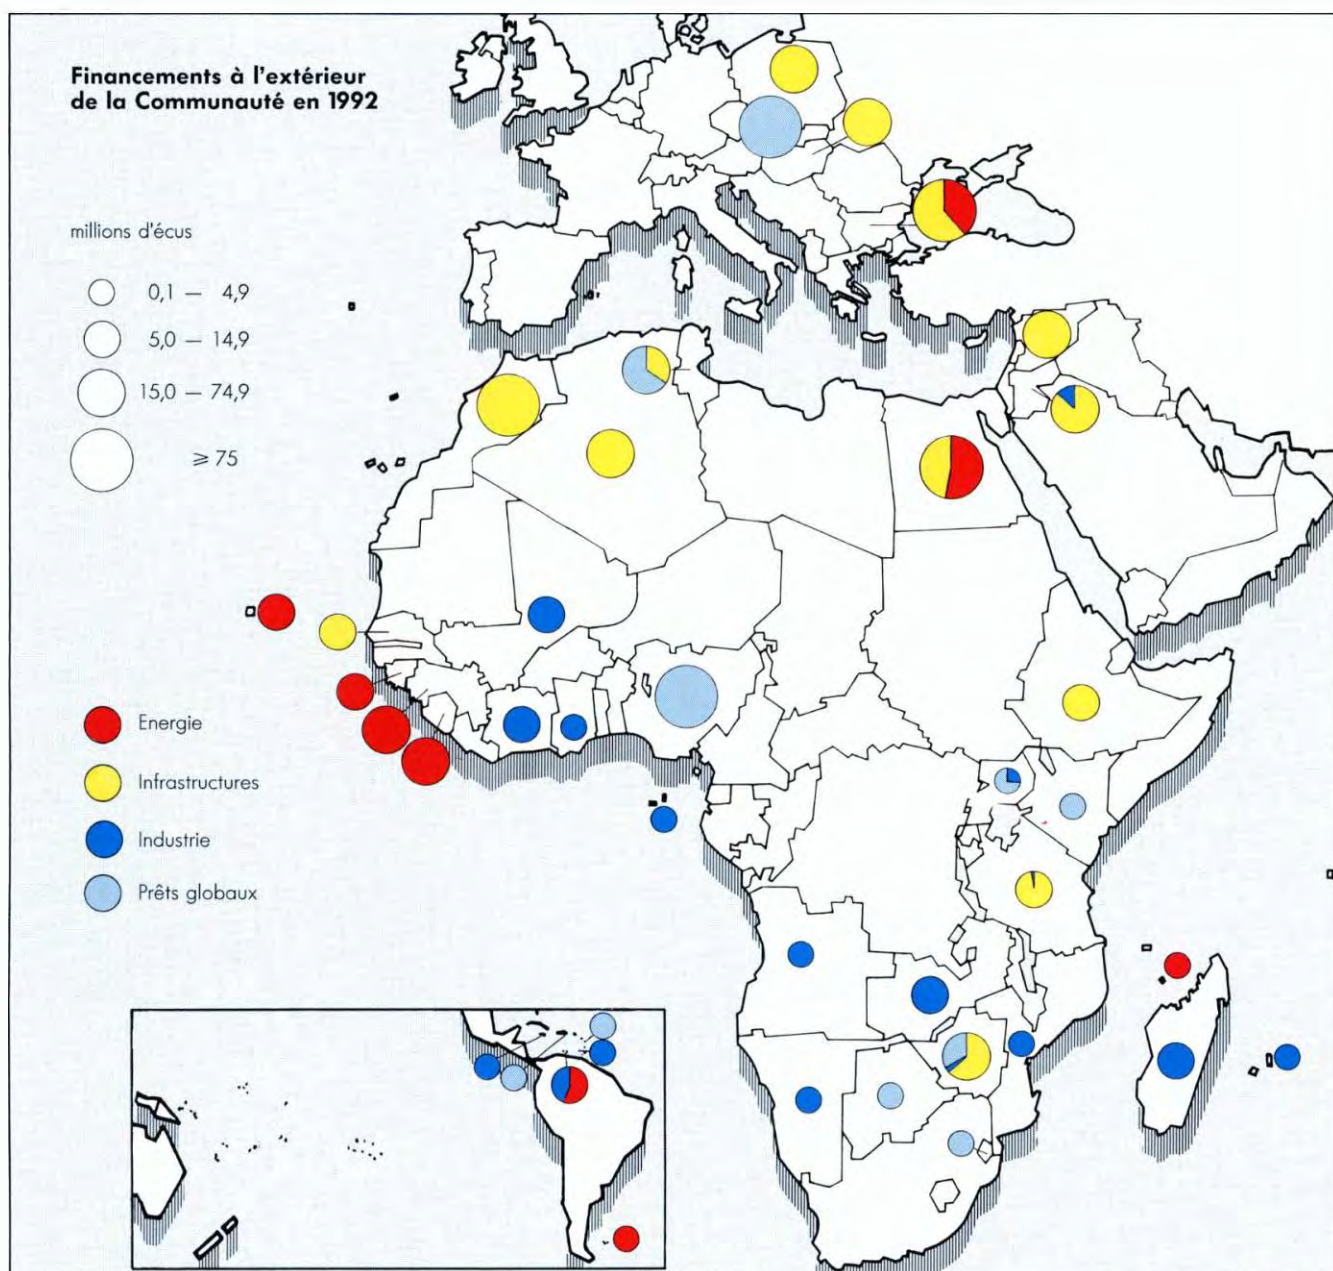 Financements à l'extérieur
de la Communauté en 1992
millions d'écus
0,1 — 4,9
5,0 — 14,9
15,0 — 74,9
⩾ 75
Energie
Infrastructures
Industrie
Prêts globaux